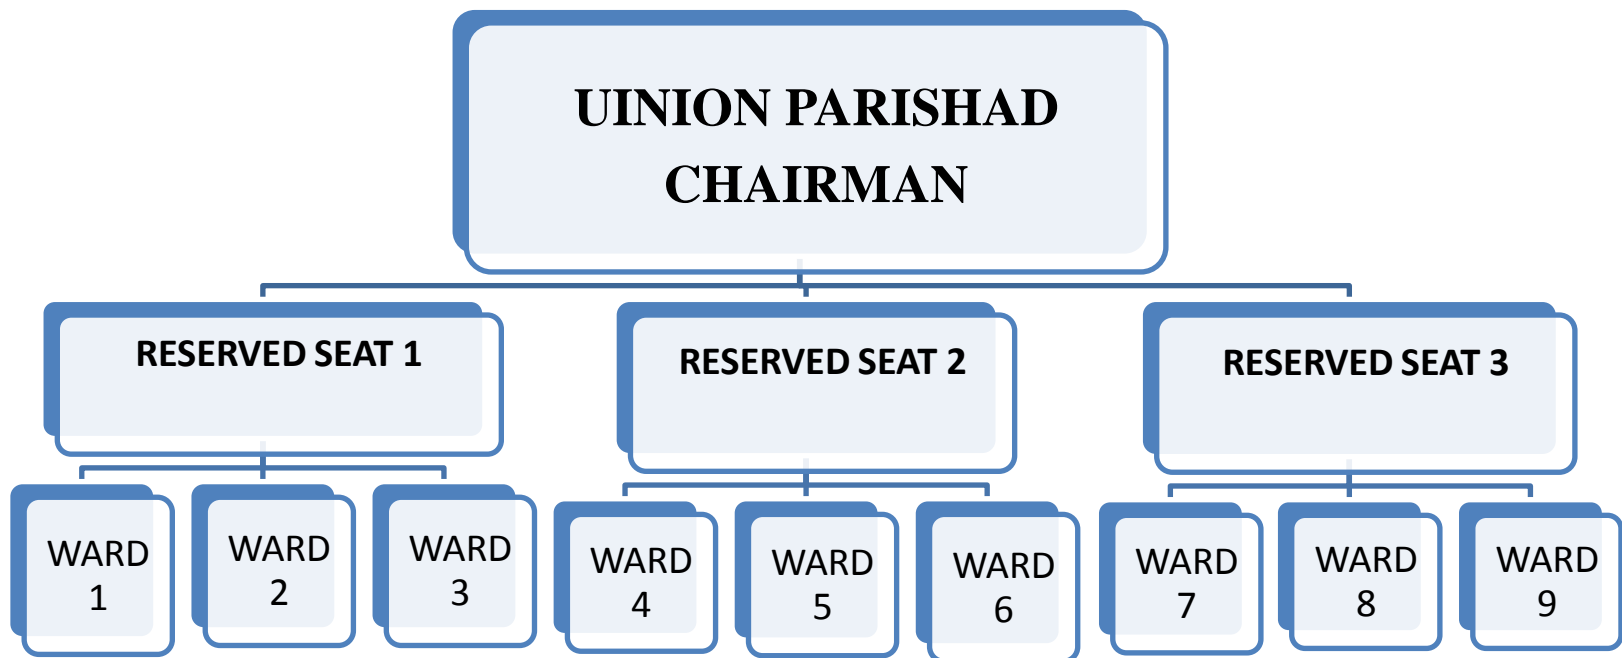 UINION PARISHAD
CHAIRMAN
RESERVED SEAT 1
RESERVED SEAT 2
RESERVED SEAT 3
WARD
1
WARD
2
WARD
3
WARD
4
WARD
5
WARD
6
WARD
7
WARD
8
WARD
9